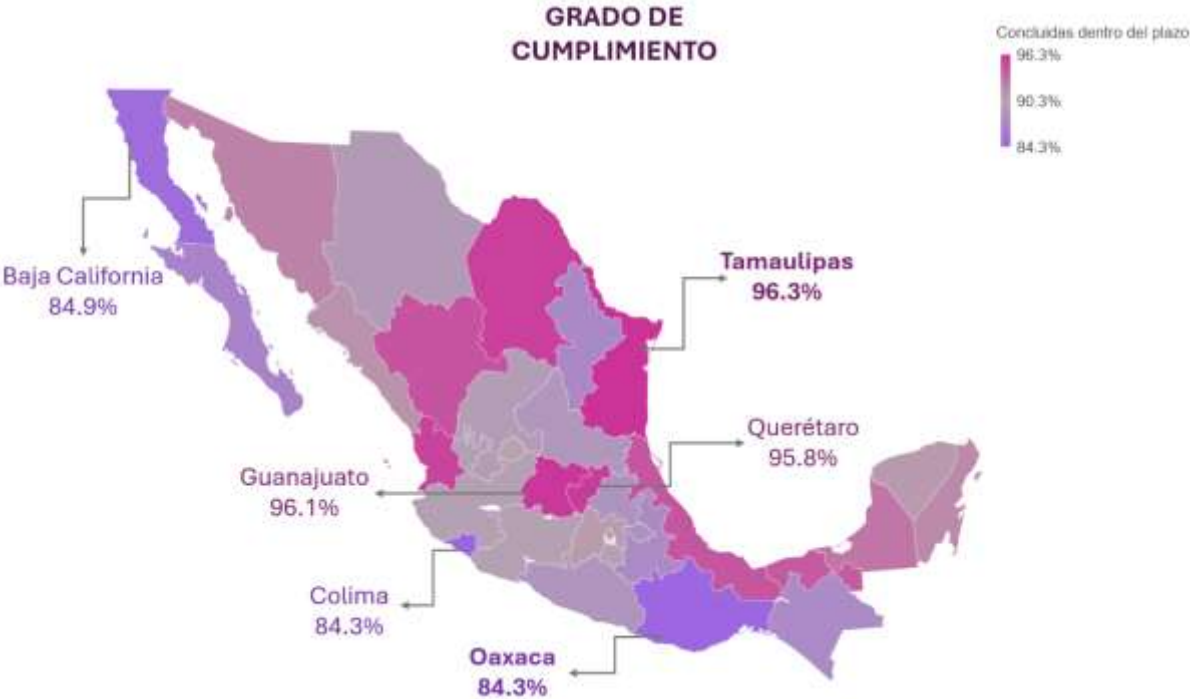 GRADO DE
CUMPLIMIENTO
Concluidas dentro del plazo
96.3%
90.3%
84.3%
Baja California
84.9%
Tamaulipas
96.3%
Querétaro
95.8%
Guanajuato
96.1%
Colima
84.3%
Oaxaca
84.3%